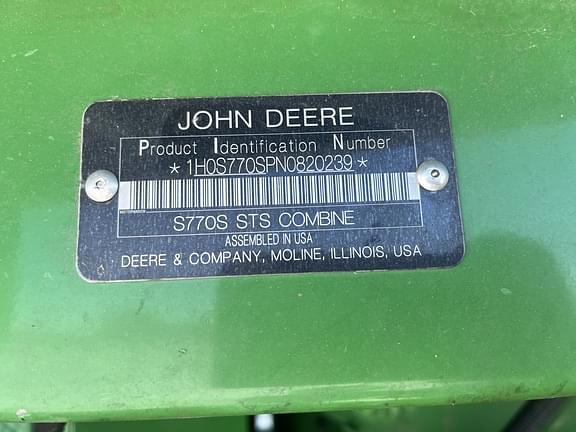 JOHN DEERE
Product Identification Number
*1H0S770SPN0820239*
S770S STS COMBINE
ASSEMBLED IN USA
DEERE & COMPANY, MOLINE, ILLINOIS, USA